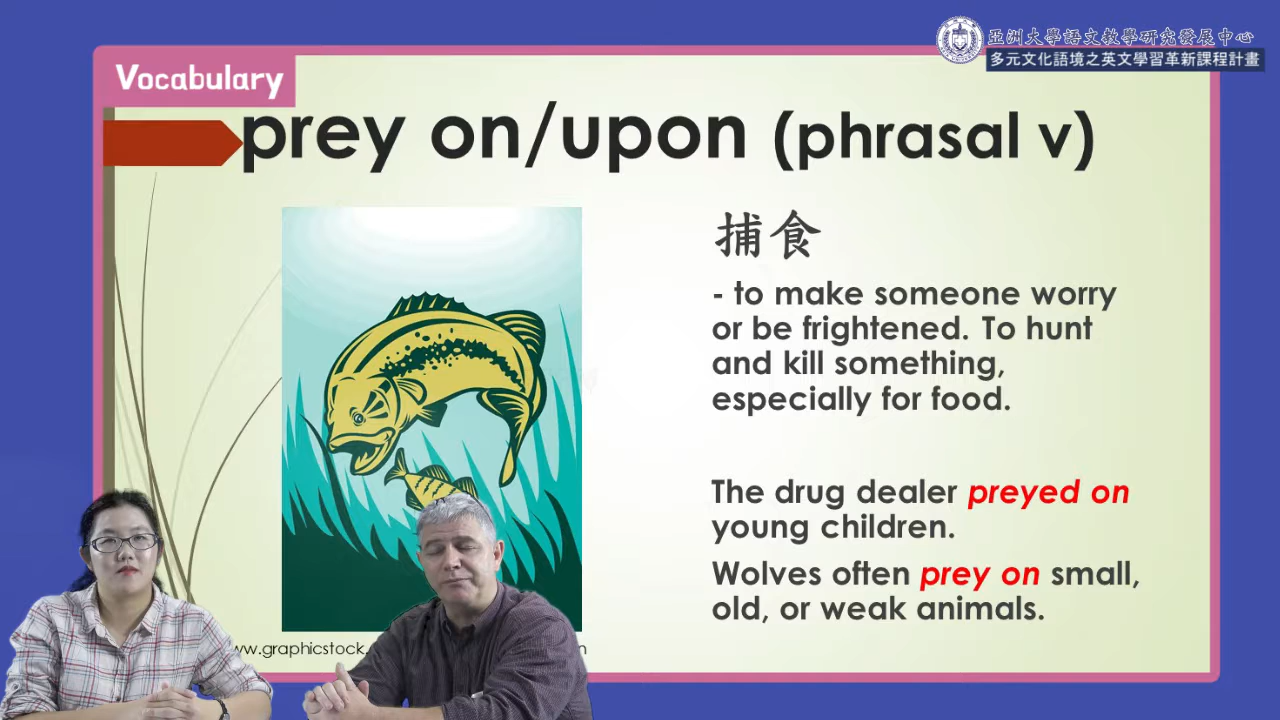 亞洲大學語文教學研究發展中心
多元文化語境之英文學習革新課程計畫
Vocabulary
prey on/upon (phrasal v)
捕食
- to make someone worry
or be frightened. To hunt
and kill something,
especially for food.
The drug dealer preyed on
young children.
Wolves often prey on small,
old, or weak animals.
www.graphicstock.